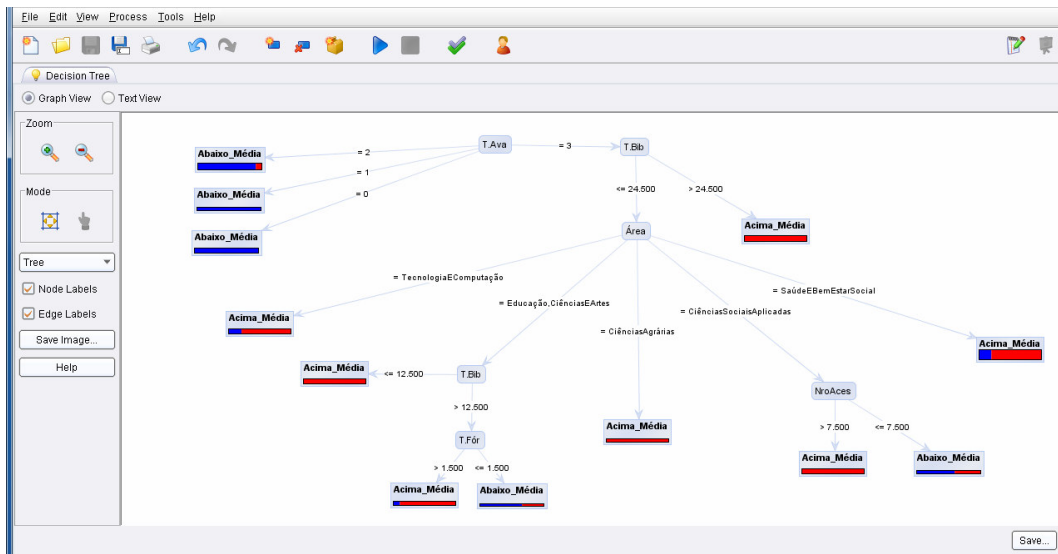 File Edit View Process Tools Help
Decision Tree
Graph View Text View
Zoom
Mode
Tree
Node Labels
Edge Labels
Save Image...
Help
T.Ava
= 3
T.Bib
= 2
Abaixo_Média
= 1
Abaixo_Média
= 0
Abaixo_Média
<= 24.500
> 24.500
Área
Acima_Média
= TecnologiaEComputação
= Educação,CiênciasEArtes
= CiênciasAgrárias
= CiênciasSociaisAplicadas
= SaúdeEBemEstarSocial
Acima_Média
Acima_Média
Acima_Média
<= 12.500
T.Bib
NroAces
> 12.500
Acima_Média
> 7.500
<= 7.500
T.Fór
Acima_Média
Abaixo_Média
> 1.500
<= 1.500
Acima_Média
Abaixo_Média
Save...